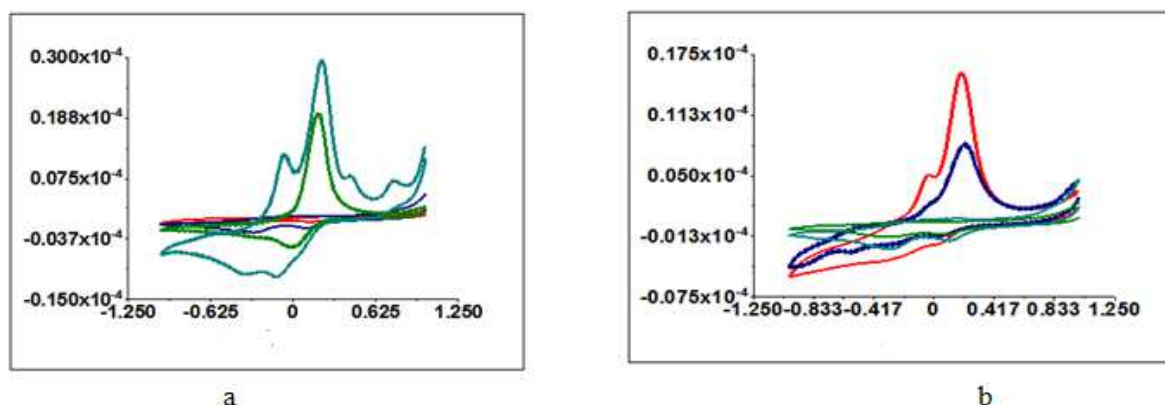 0.300x10⁻⁴
0.188x10⁻⁴
0.075x10⁻⁴
-0.037x10⁻⁴
-0.150x10⁻⁴
-1.250 -0.625 0 0.625 1.250
a
0.175x10⁻⁴
0.113x10⁻⁴
0.050x10⁻⁴
-0.013x10⁻⁴
-0.075x10⁻⁴
-1.250 -0.833 -0.417 0 0.417 0.833 1.250
b